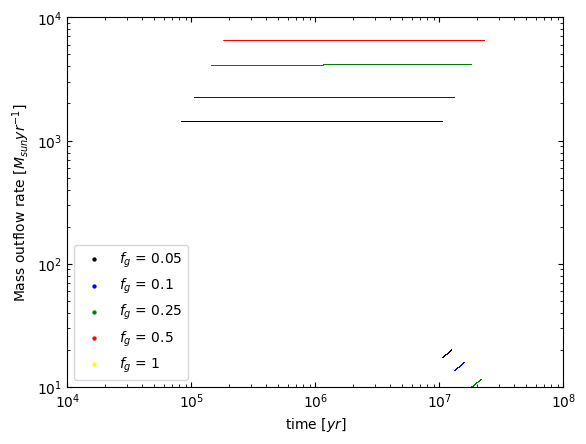 10^4
10^3
10^2
10^1
Mass outflow rate [M_{sun}yr^{-1}]
f_g = 0.05
f_g = 0.1
f_g = 0.25
f_g = 0.5
f_g = 1
10^4 10^5 10^6 10^7 10^8
time [yr]